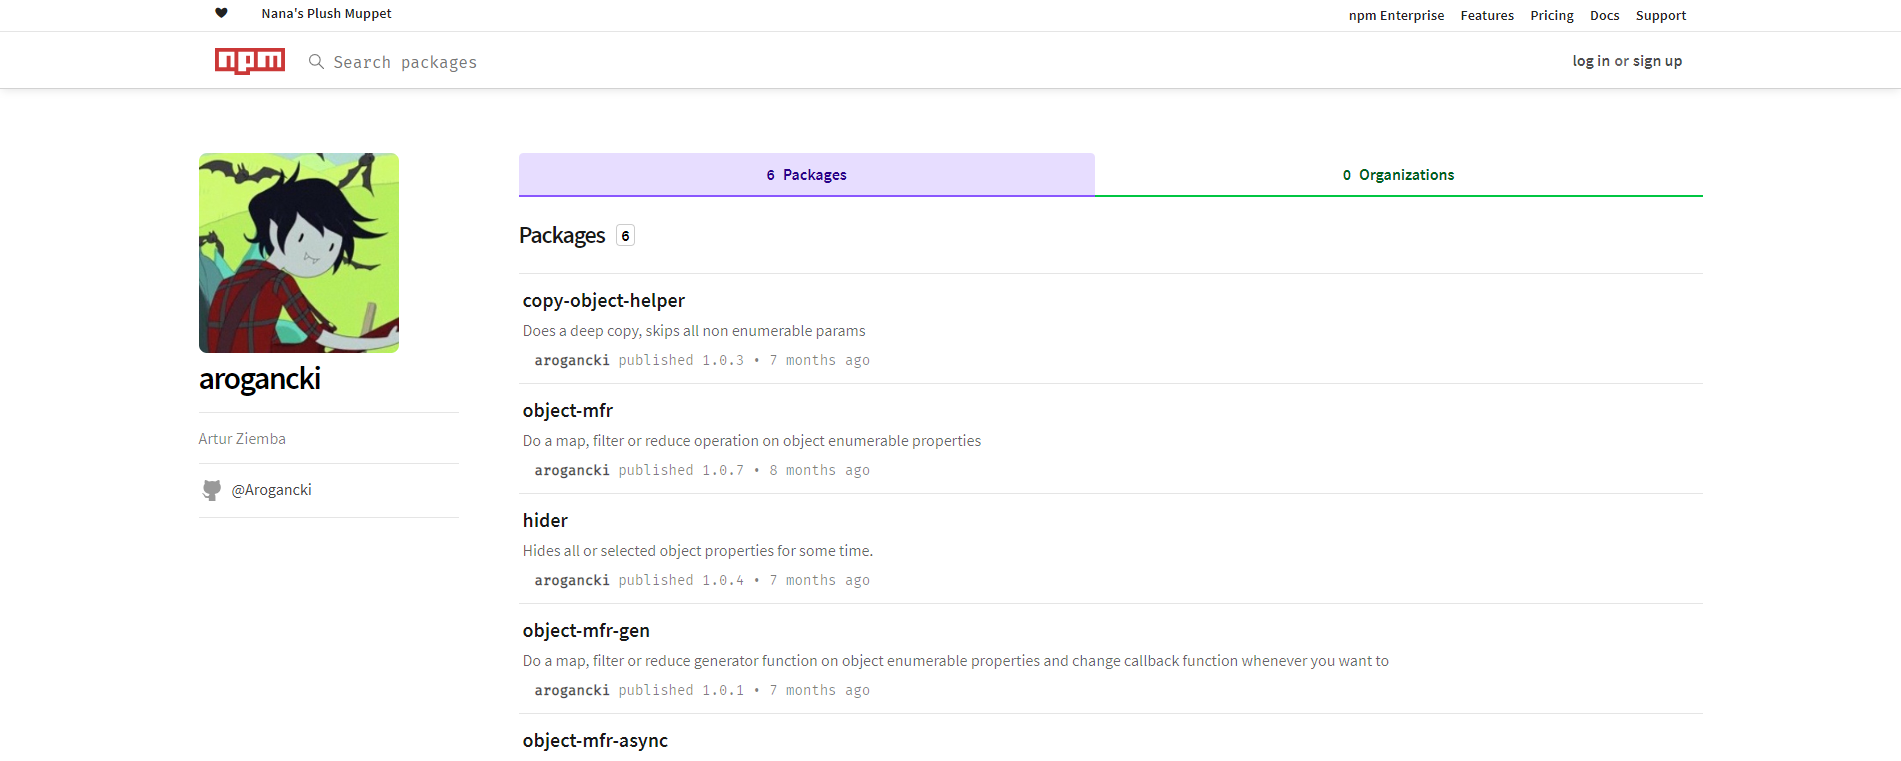 Nana's Plush Muppet
npm Enterprise Features Pricing Docs Support
npm Search packages
log in or sign up
6 Packages
0 Organizations
Packages 6
copy-object-helper
Does a deep copy, skips all non enumerable params
arogancki published 1.0.3 • 7 months ago
object-mfr
Do a map, filter or reduce operation on object enumerable properties
arogancki published 1.0.7 • 8 months ago
hider
Hides all or selected object properties for some time.
arogancki published 1.0.4 • 7 months ago
object-mfr-gen
Do a map, filter or reduce generator function on object enumerable properties and change callback function whenever you want to
arogancki published 1.0.1 • 7 months ago
object-mfr-async
arogancki
Artur Ziemba
@Arogancki